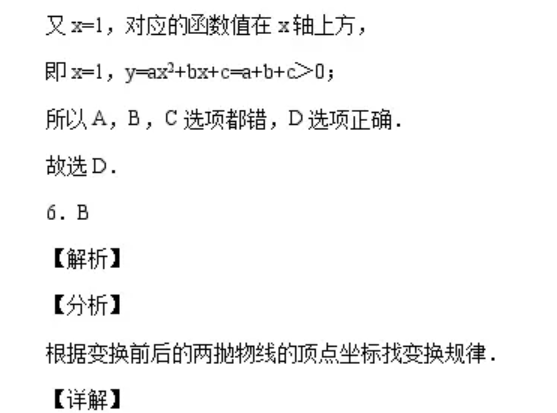 又 x=1，对应的函数值在 x 轴上方，
即 x=1，y=ax²+bx+c=a+b+c＞0；
所以 A，B，C 选项都错，D 选项正确．
故选 D．
6．B
【解析】
【分析】
根据变换前后的两抛物线的顶点坐标找变换规律．
【详解】